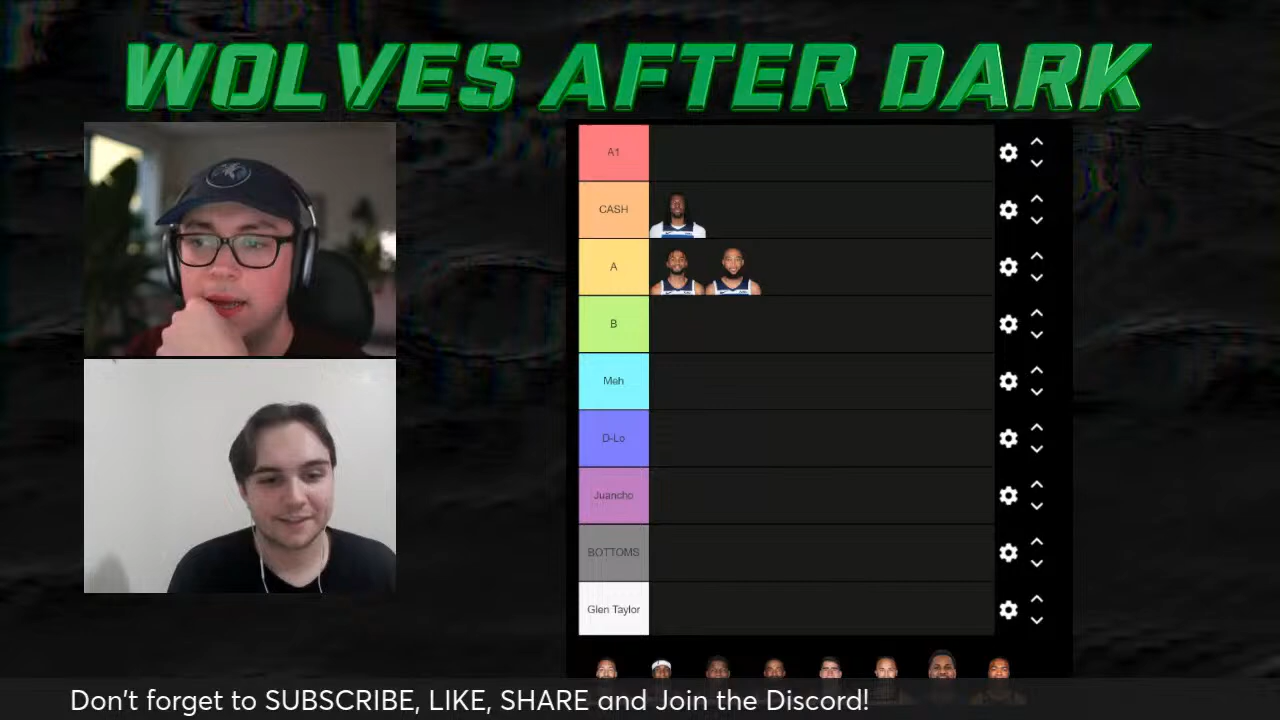 WOLVES AFTER DARK
A1
CASH
A
B
Meh
D-Lo
Juancho
BOTTOMS
Glen Taylor
Don't forget to SUBSCRIBE, LIKE, SHARE and Join the Discord!